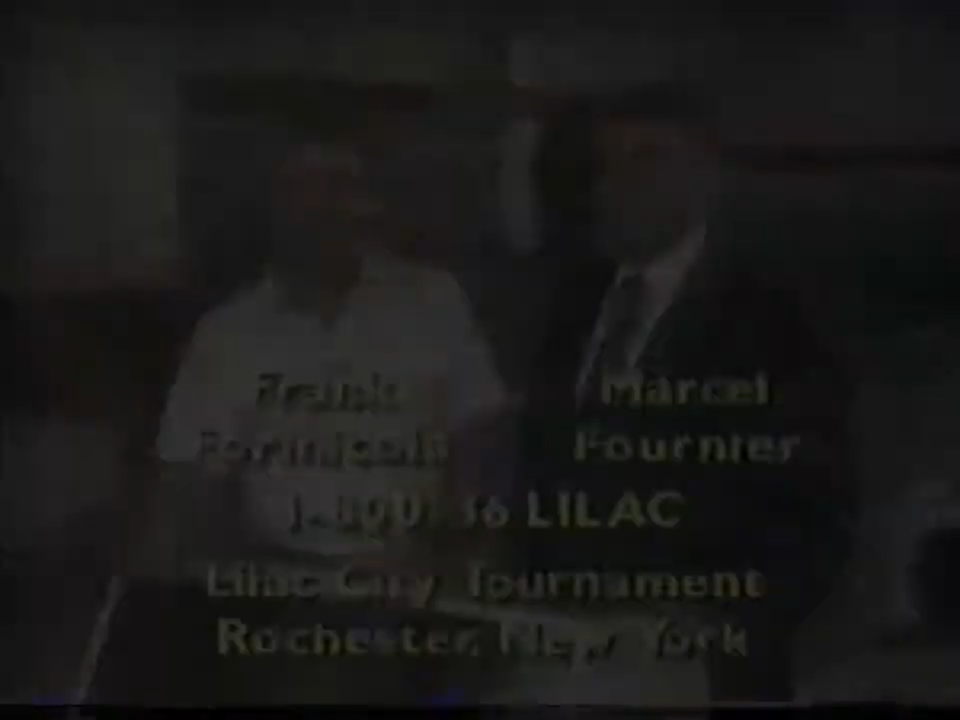 Frank Marcel
Fournier
LILAC
Lilac City Tournament
Rochester, New York